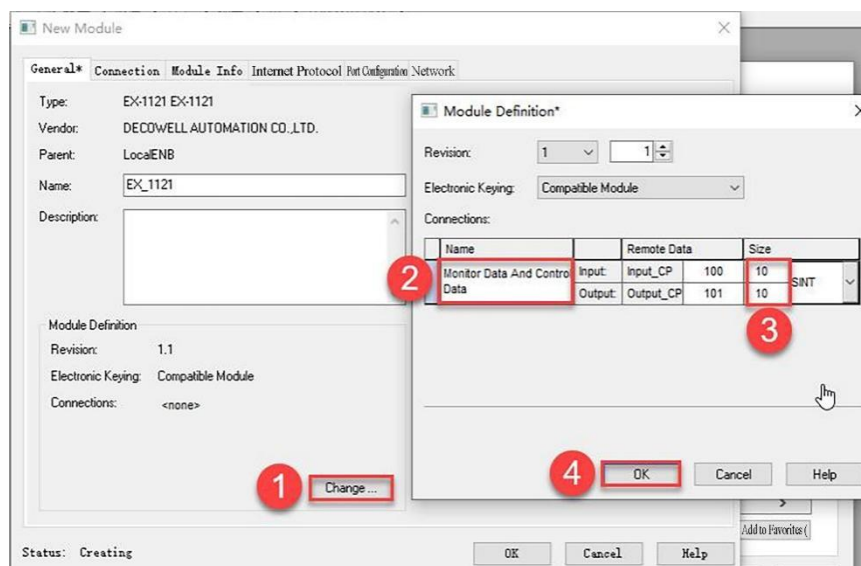 New Module
General* Connection Module Info Internet Protocol Port Configuration Network
Type: EX-1121 EX-1121
Vendor: DECOWELL AUTOMATION CO.,LTD.
Parent: LocalENB
Name: EX_1121
Description:
Module Definition
Revision: 1.1
Electronic Keying: Compatible Module
Connections: <none>
1
Change ...
Status: Creating
OK Cancel Help
Module Definition*
Revision: 1 1
Electronic Keying: Compatible Module
Connections:
Name Remote Data Size
2
Monitor Data And Control
Data
Input: Input_CP 100 10
SINT
Output: Output_CP 101 10
3
4
OK Cancel Help
>
Add to Favorites (